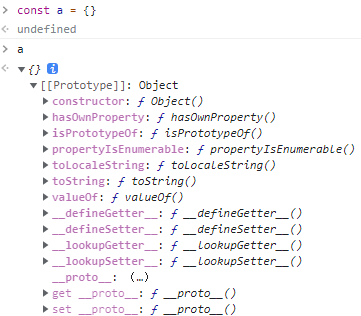 > const a = {}
< undefined
> a
< ▼ {} i
▼ [[Prototype]]: Object
▶ constructor: ƒ Object()
▶ hasOwnProperty: ƒ hasOwnProperty()
▶ isPrototypeOf: ƒ isPrototypeOf()
▶ propertyIsEnumerable: ƒ propertyIsEnumerable()
▶ toLocaleString: ƒ toLocaleString()
▶ toString: ƒ toString()
▶ valueOf: ƒ valueOf()
▶ __defineGetter__: ƒ __defineGetter__()
▶ __defineSetter__: ƒ __defineSetter__()
▶ __lookupGetter__: ƒ __lookupGetter__()
▶ __lookupSetter__: ƒ __lookupSetter__()
__proto__: (…)
▶ get __proto__: ƒ __proto__()
▶ set __proto__: ƒ __proto__()